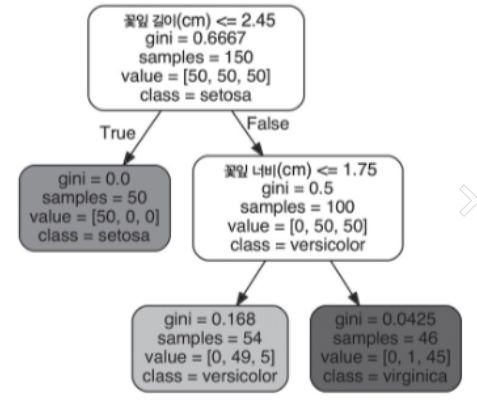 꽃잎 길이(cm) <= 2.45
gini = 0.6667
samples = 150
value = [50, 50, 50]
class = setosa
True
False
gini = 0.0
samples = 50
value = [50, 0, 0]
class = setosa
꽃잎 너비(cm) <= 1.75
gini = 0.5
samples = 100
value = [0, 50, 50]
class = versicolor
gini = 0.168
samples = 54
value = [0, 49, 5]
class = versicolor
gini = 0.0425
samples = 46
value = [0, 1, 45]
class = virginica